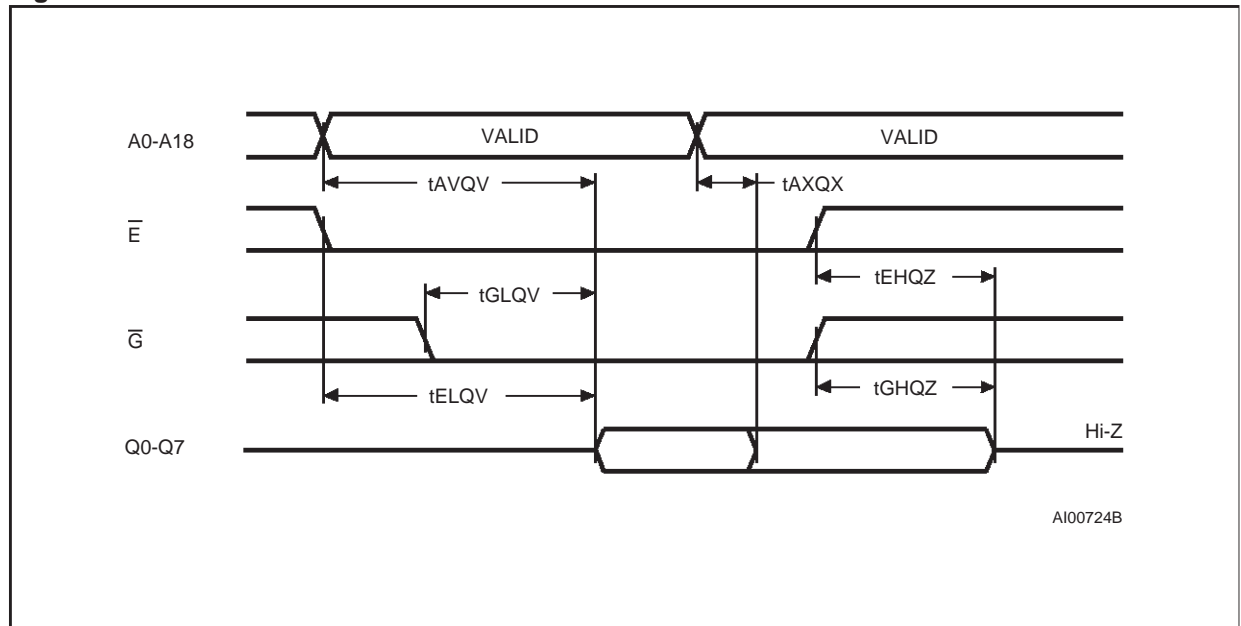 A0-A18
VALID
VALID
tAVQV
tAXQX
E̅
tEHQZ
tGLQV
G̅
tGHQZ
tELQV
Hi-Z
Q0-Q7
AI00724B